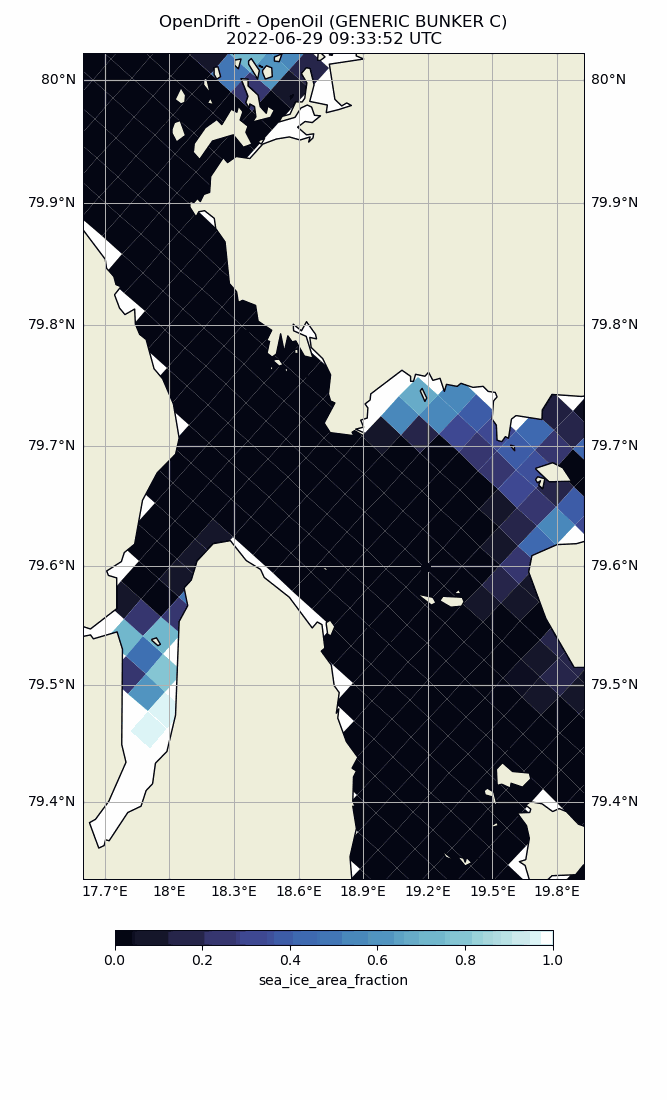 OpenDrift - OpenOil (GENERIC BUNKER C)
2022-06-29 09:33:52 UTC
80°N 80°N
79.9°N 79.9°N
79.8°N 79.8°N
79.7°N 79.7°N
79.6°N 79.6°N
79.5°N 79.5°N
79.4°N 79.4°N
17.7°E 18°E 18.3°E 18.6°E 18.9°E 19.2°E 19.5°E 19.8°E
0.0 0.2 0.4 0.6 0.8 1.0
sea_ice_area_fraction